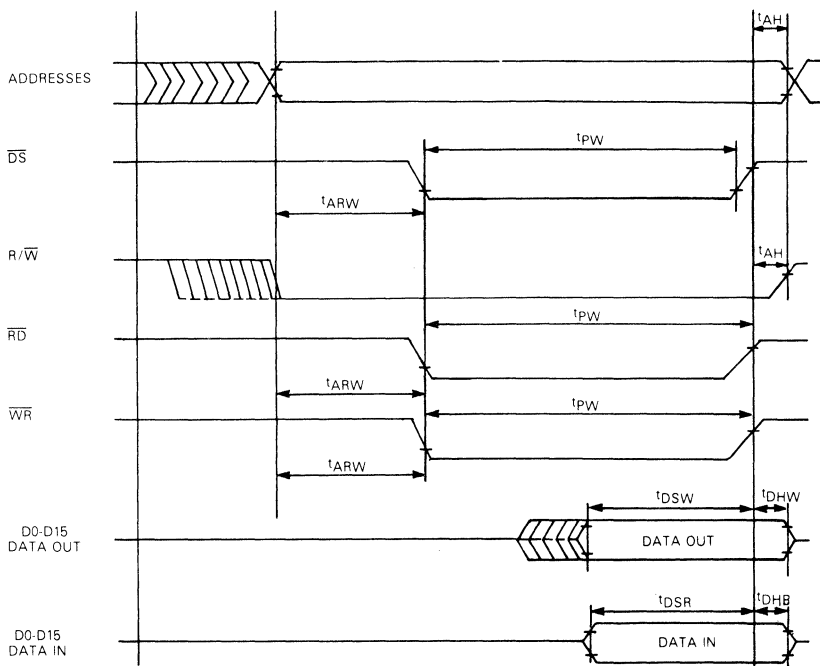 tAH
ADDRESSES
DS
tPW
tARW
R/W
tAH
RD
tPW
tARW
WR
tPW
tARW
D0-D15
DATA OUT
tDSW
tDHW
DATA OUT
D0-D15
DATA IN
tDSR
tDHB
DATA IN